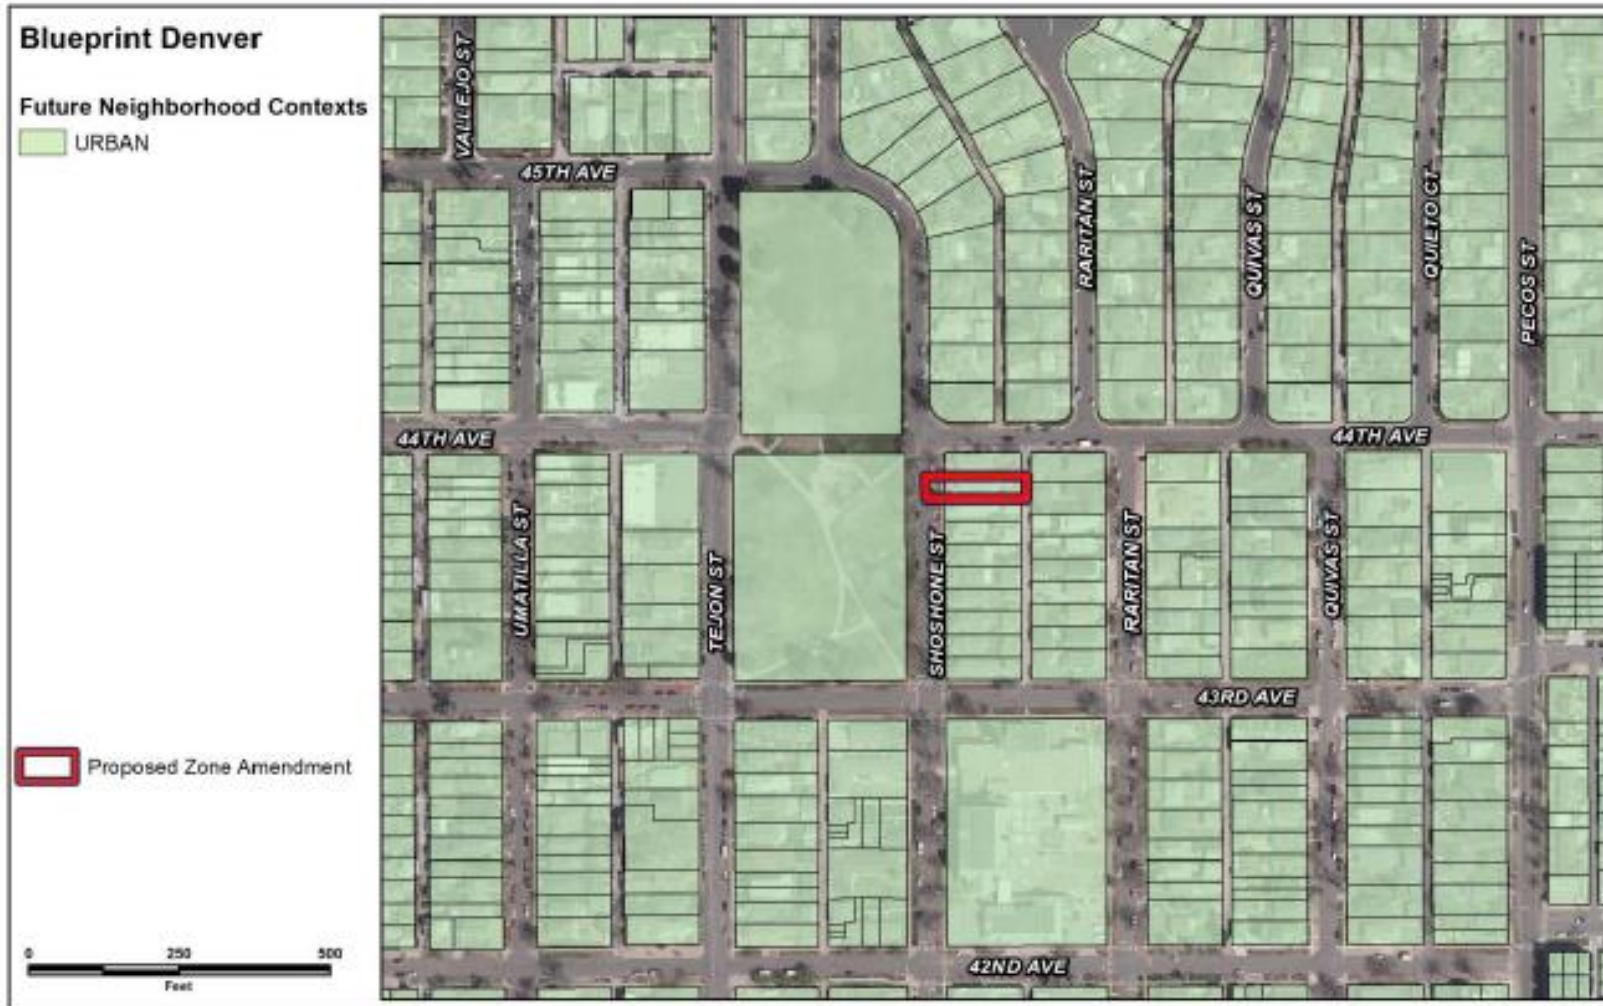 Blueprint Denver
Future Neighborhood Contexts
URBAN
Proposed Zone Amendment
0 250 500
Feet
VALLEJO ST
45TH AVE
RARITAN ST
QUIVAS ST
QUITO CT
PECOS ST
44TH AVE
44TH AVE
UMATILLA ST
TEJON ST
SHOSHONE ST
RARITAN ST
QUIVAS ST
43RD AVE
42ND AVE